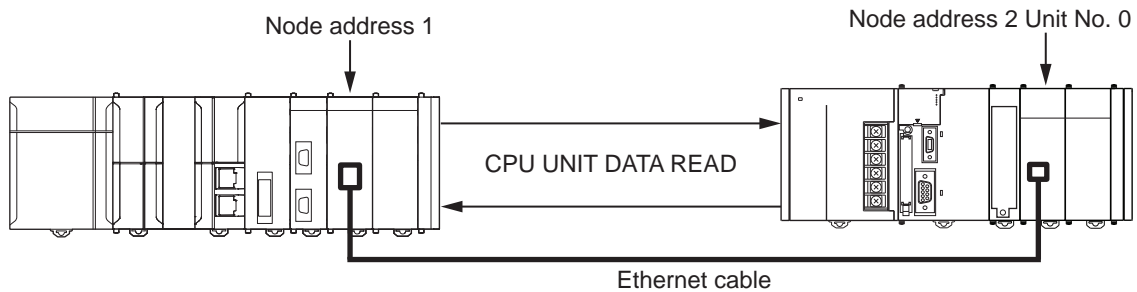 Node address 1
Node address 2 Unit No. 0
CPU UNIT DATA READ
Ethernet cable